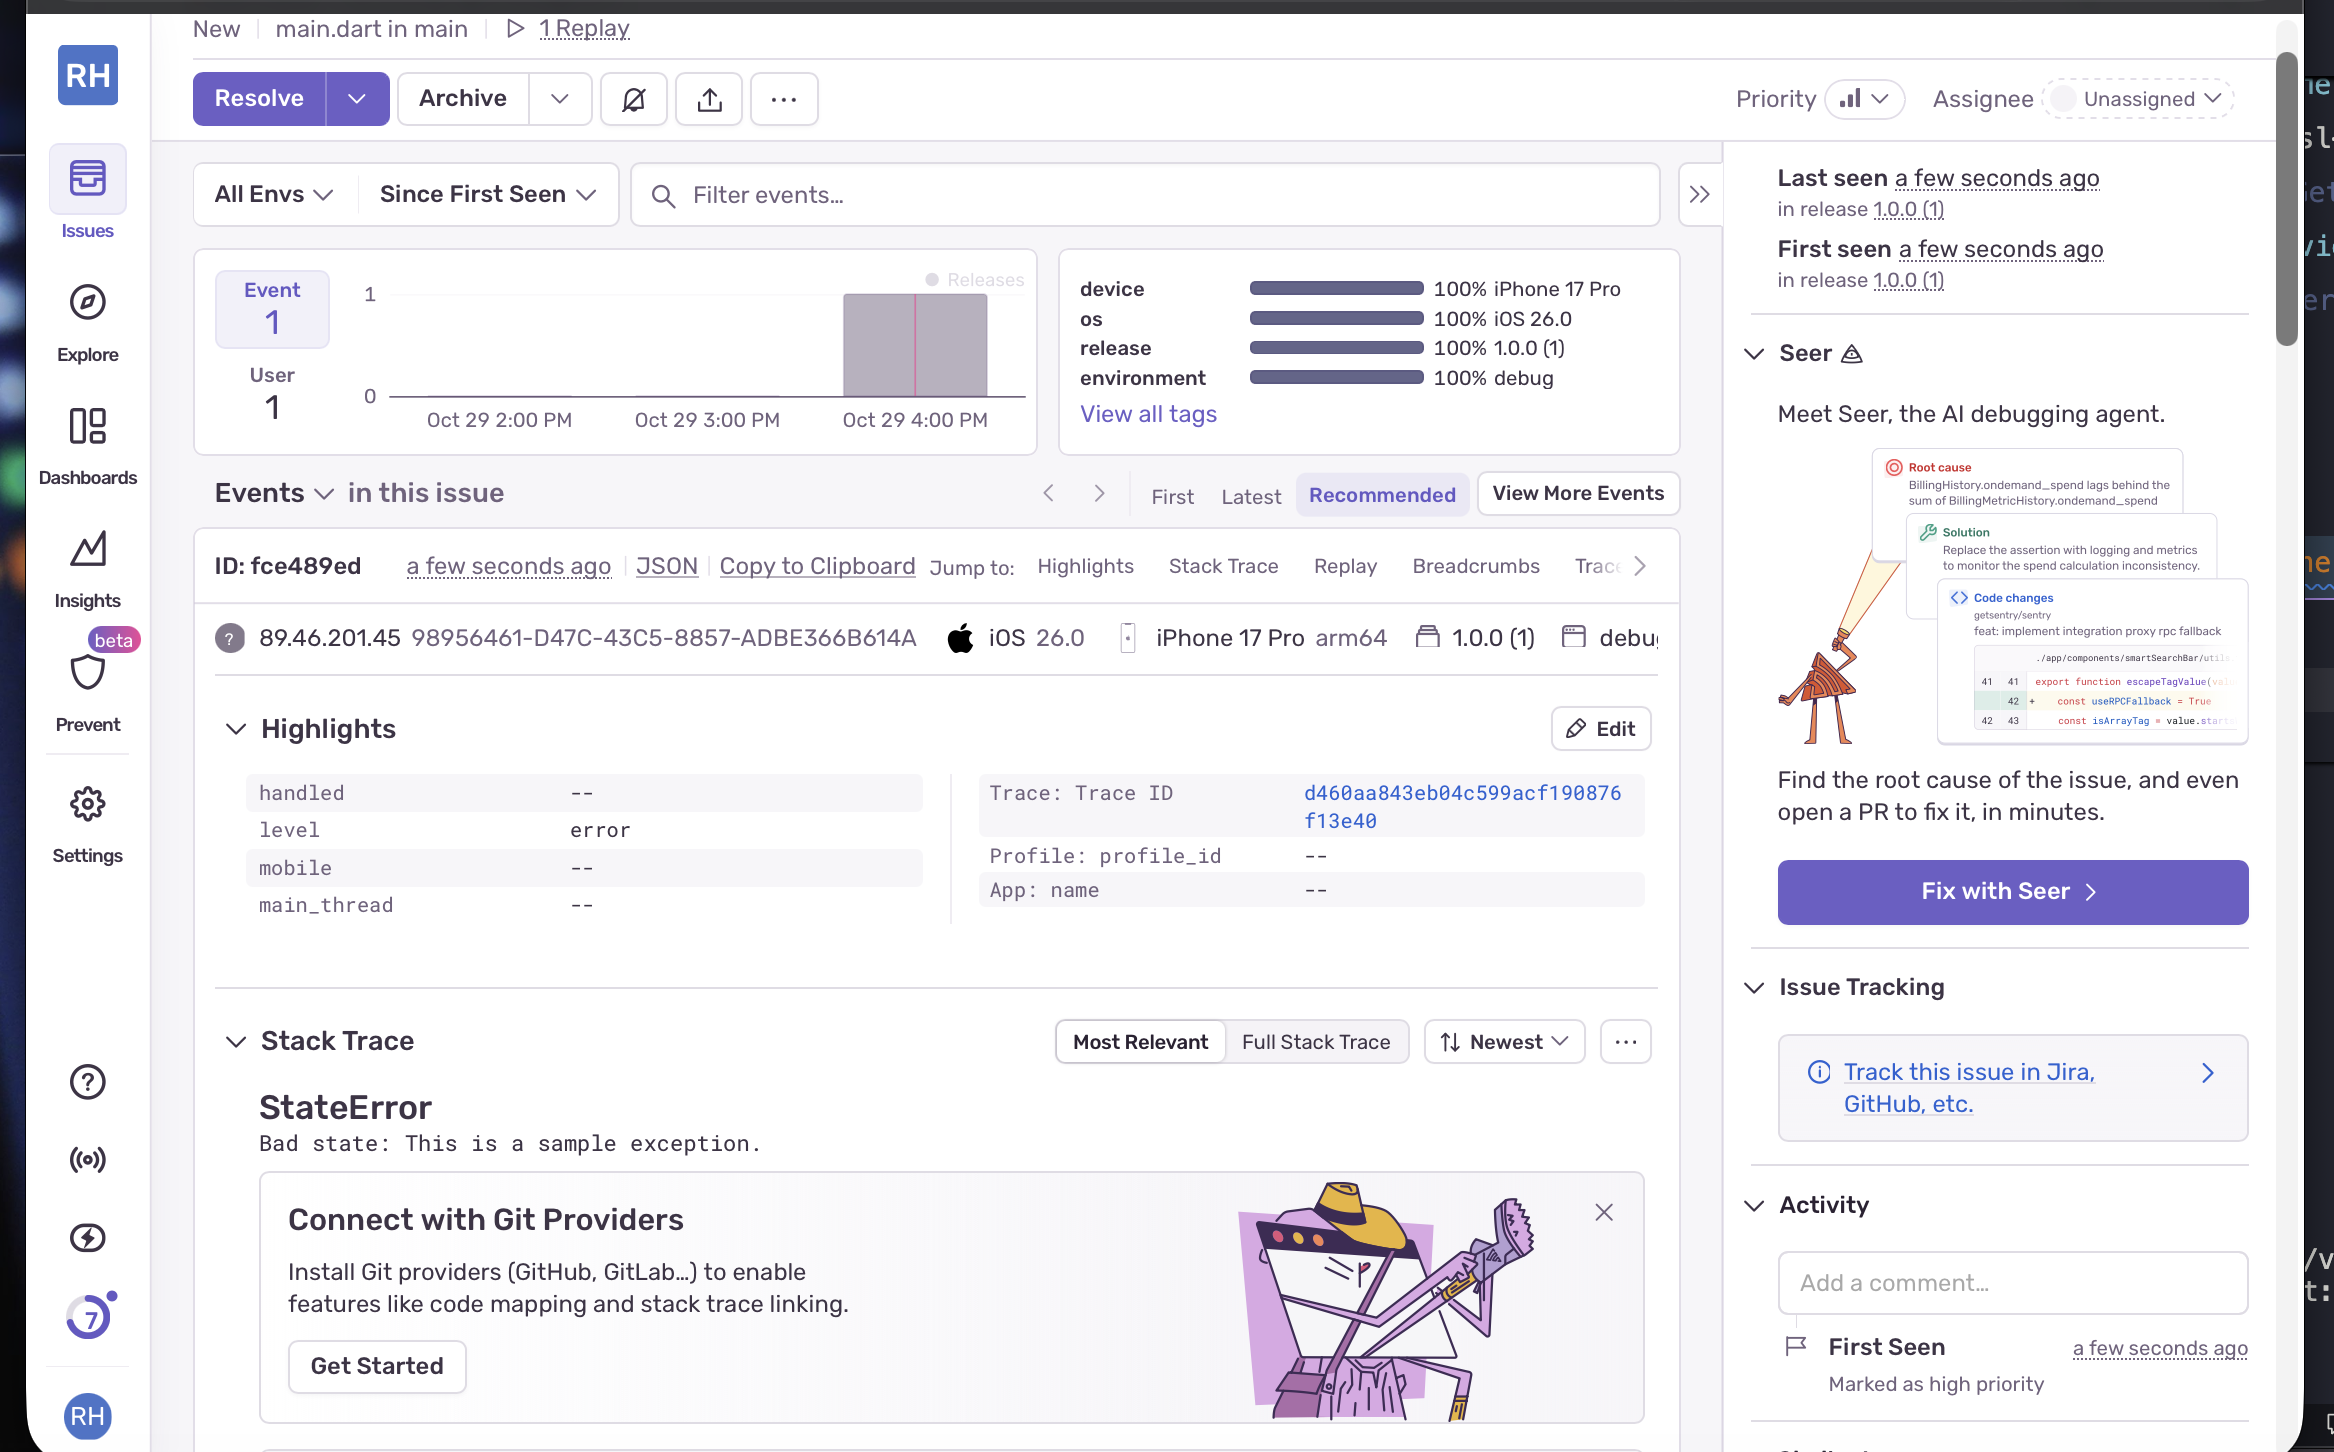 New
main.dart in main
1 Replay
RH
Resolve
Archive
Priority
Assignee
Unassigned
Issues
Explore
Dashboards
Insights
beta
Prevent
Settings
7
RH
All Envs
Since First Seen
Filter events...
Event
1
User
1
Releases
1
0
Oct 29 2:00 PM
Oct 29 3:00 PM
Oct 29 4:00 PM
device 100% iPhone 17 Pro
os 100% iOS 26.0
release 100% 1.0.0 (1)
environment 100% debug
View all tags
Events in this issue
First
Latest
Recommended
View More Events
ID: fce489ed
a few seconds ago
JSON
Copy to Clipboard
Jump to:
Highlights
Stack Trace
Replay
Breadcrumbs
Trace
89.46.201.45 98956461-D47C-43C5-8857-ADBE366B614A
iOS 26.0
iPhone 17 Pro arm64
1.0.0 (1)
debug
Highlights
Edit
handled --
level error
mobile --
main_thread --
Trace: Trace ID d460aa843eb04c599acf190876
f13e40
Profile: profile_id --
App: name --
Stack Trace
Most Relevant
Full Stack Trace
Newest
StateError
Bad state: This is a sample exception.
Connect with Git Providers
Install Git providers (GitHub, GitLab...) to enable
features like code mapping and stack trace linking.
Get Started
Last seen a few seconds ago
in release 1.0.0 (1)
First seen a few seconds ago
in release 1.0.0 (1)
Seer
Meet Seer, the AI debugging agent.
Root cause
BillingHistory.ondemand_spend lags behind the
sum of BillingMetricHistory.ondemand_spend
Solution
Replace the assertion with logging and metrics
to monitor the spend calculation inconsistency.
Code changes
getsentry/sentry
feat: implement integration proxy rpc fallback
./app/components/smartSearchBar/utils
41 41 export function escapeTagValue(
42 + const useRPCFallback = True
42 43 const isArrayTag = value.start
Find the root cause of the issue, and even
open a PR to fix it, in minutes.
Fix with Seer
Issue Tracking
Track this issue in Jira,
GitHub, etc.
Activity
Add a comment...
First Seen
a few seconds ago
Marked as high priority